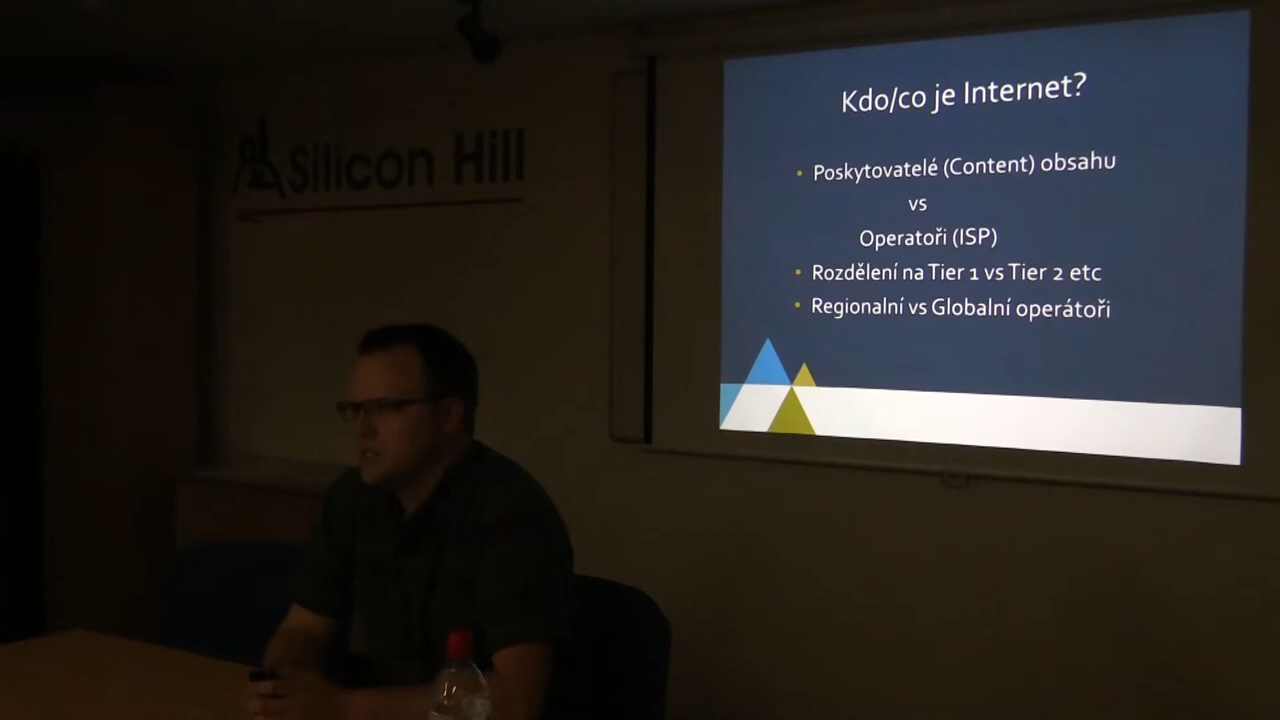 Silicon Hill
Kdo/co je Internet?
• Poskytovatelé (Content) obsahu
vs
Operatoři (ISP)
• Rozdělení na Tier 1 vs Tier 2 etc
• Regionalní vs Globalní operátoři